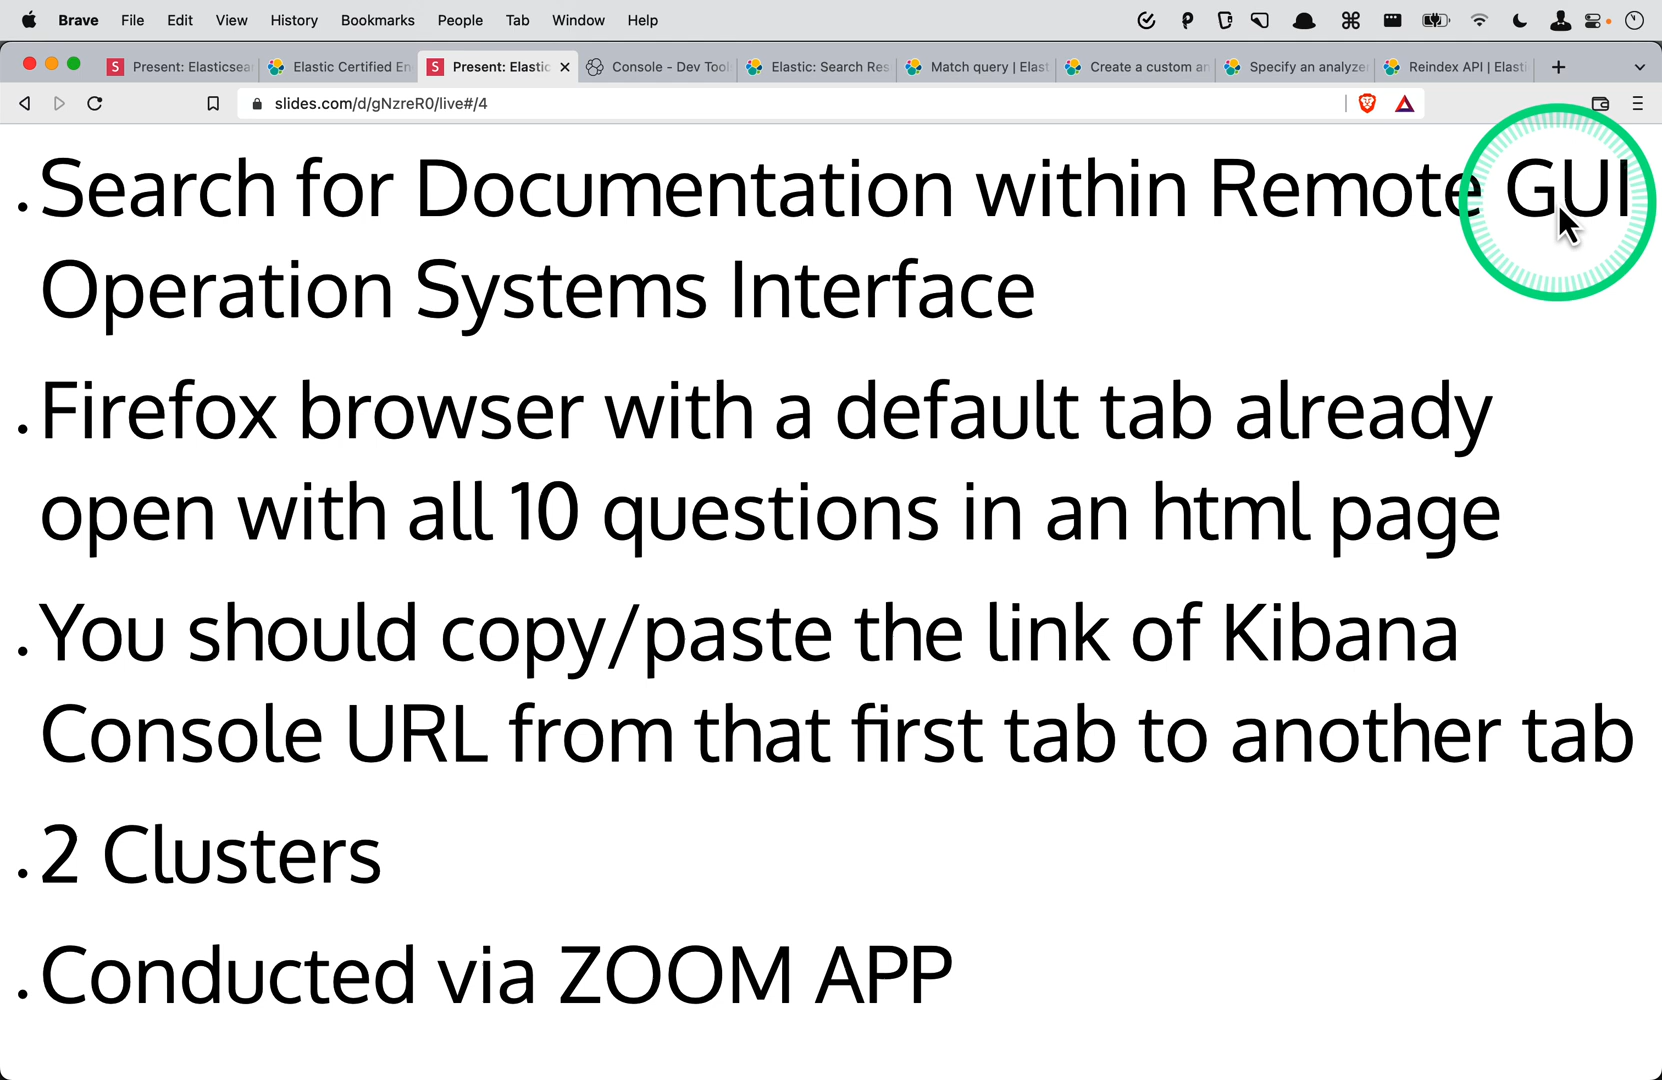 Brave File Edit View History Bookmarks People Tab Window Help
Present: Elasticsea Elastic Certified En Present: Elastic Console - Dev Tool Elastic: Search Res Match query | Elast Create a custom an Specify an analyzer Reindex API | Elasti
slides.com/d/gNzreR0/live#/4
• Search for Documentation within Remote GUI
Operation Systems Interface
• Firefox browser with a default tab already
open with all 10 questions in an html page
• You should copy/paste the link of Kibana
Console URL from that first tab to another tab
• 2 Clusters
• Conducted via ZOOM APP